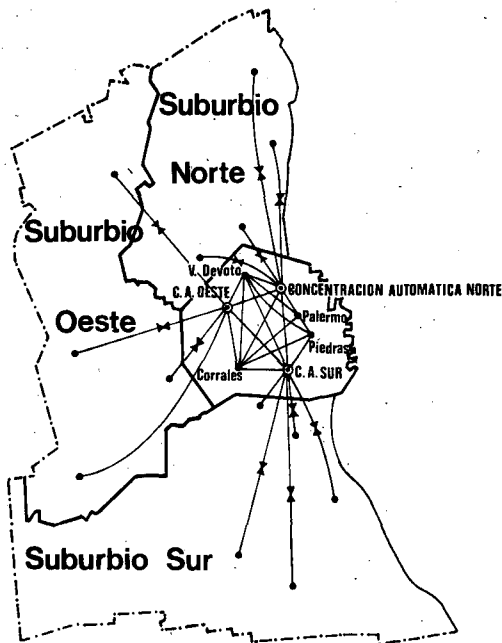 Suburbio
Norte
Suburbio
V. Devoto
C. A. OESTE
CONCENTRACION AUTOMATICA NORTE
Oeste
Palermo
Piedras
Corrales
C. A. SUR
Suburbio Sur